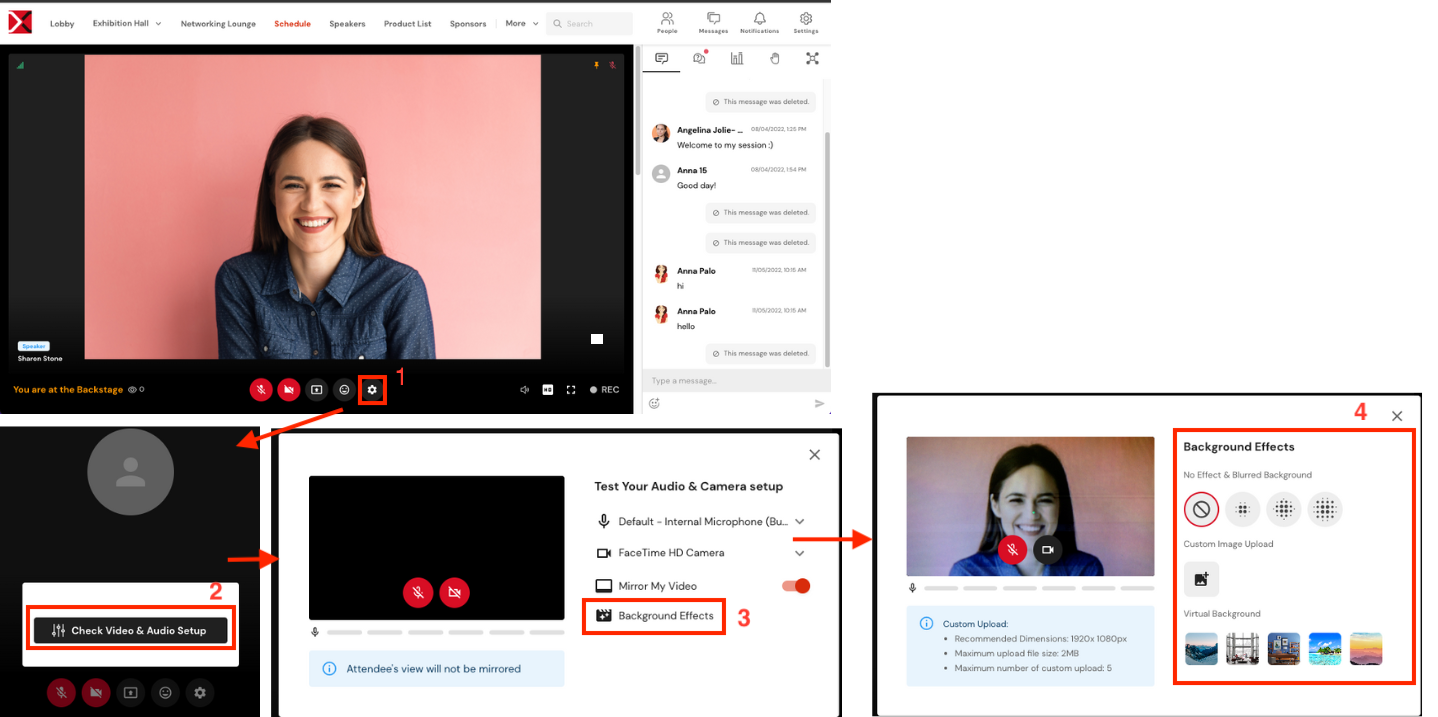 Lobby
Exhibition Hall
Networking Lounge
Schedule
Speakers
Product List
Sponsors
More
Search
People
Messages
Notifications
Settings
This message was deleted.
Angelina Jolie- ... 08/04/2022, 1:25 PM
Welcome to my session :)
Anna 15 08/04/2022, 1:54 PM
Good day!
This message was deleted.
This message was deleted.
Anna Palo 11/05/2022, 10:15 AM
hi
Anna Palo 11/05/2022, 10:15 AM
hello
This message was deleted.
Type a message...
Speaker
Sharon Stone
You are at the Backstage 0
HD
REC
1
2
Check Video & Audio Setup
Test Your Audio & Camera setup
Default - Internal Microphone (Bu...
FaceTime HD Camera
Mirror My Video
Background Effects
3
Attendee's view will not be mirrored
4
Background Effects
No Effect & Blurred Background
Custom Image Upload
Virtual Background
Custom Upload:
• Recommended Dimensions: 1920x 1080px
• Maximum upload file size: 2MB
• Maximum number of custom upload: 5